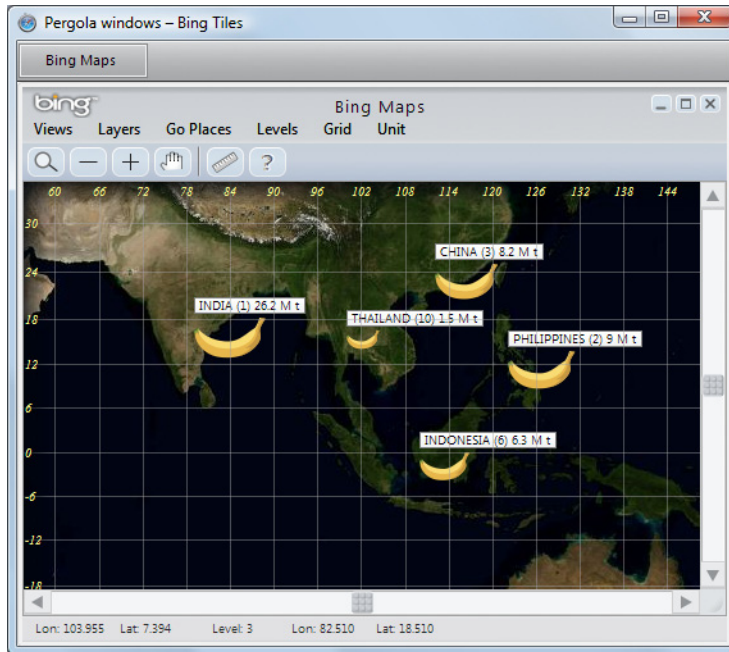 Pergola windows – Bing Tiles
Bing Maps
bing
Bing Maps
Views Layers Go Places Levels Grid Unit
?
60 66 72 78 84 90 96 102 108 114 120 126 132 138 144
30
CHINA (3) 8.2 M t
24
INDIA (1) 26.2 M t
18
THAILAND (10) 1.5 M t
PHILIPPINES (2) 9 M t
12
6
INDONESIA (6) 6.3 M t
0
-6
-12
-18
Lon: 103.955 Lat: 7.394 Level: 3 Lon: 82.510 Lat: 18.510